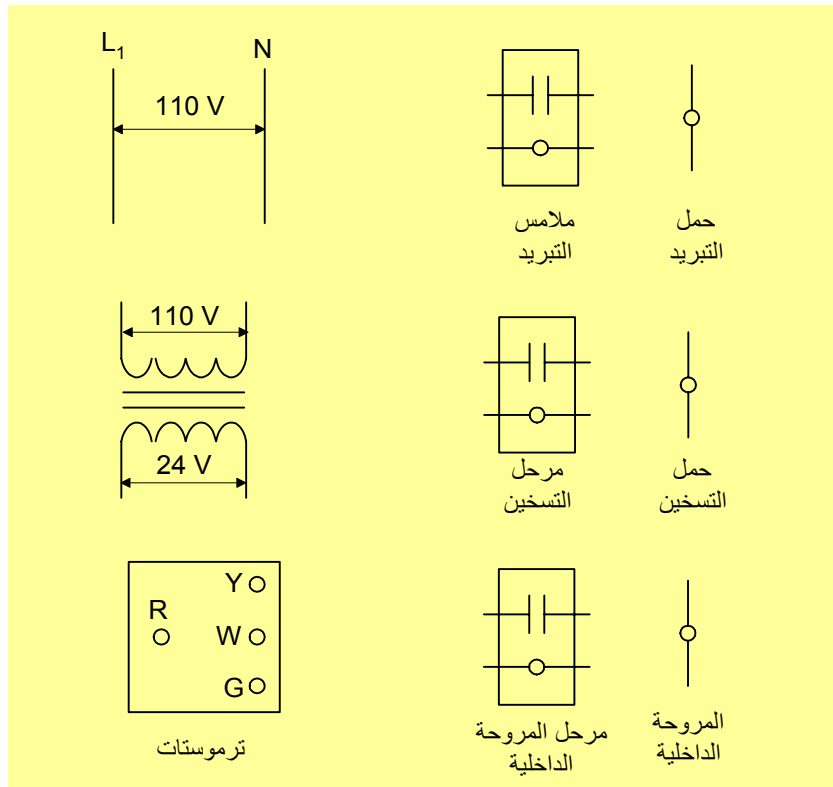 L₁ N
110 V
ملامس
التبريد
حمل
التبريد
110 V
24 V
مرحل
التسخين
حمل
التسخين
Y
R
W
G
ترموستات
مرحل المروحة
الداخلية
المروحة
الداخلية